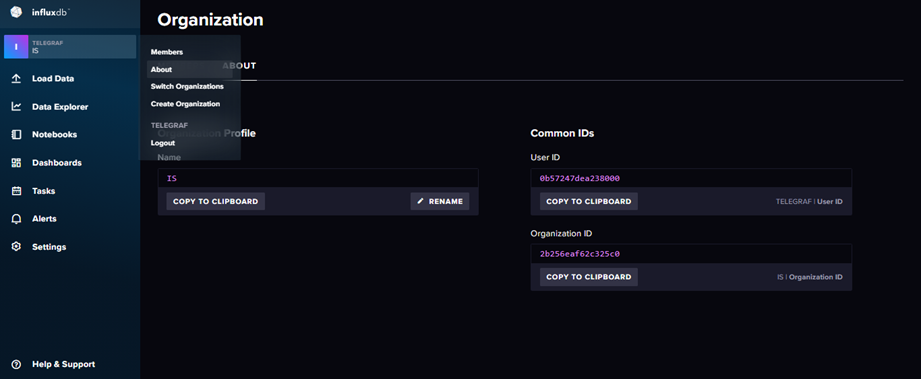 influxdb
Organization
I
TELEGRAF
IS
Load Data
Data Explorer
Notebooks
Dashboards
Tasks
Alerts
Settings
Help & Support
Members
About
Switch Organizations
Create Organization
TELEGRAF
Logout
ABOUT
Organization Profile
Name
IS
COPY TO CLIPBOARD
RENAME
Common IDs
User ID
0b57247dea238000
COPY TO CLIPBOARD
TELEGRAF | User ID
Organization ID
2b256eaf62c325c0
COPY TO CLIPBOARD
IS | Organization ID